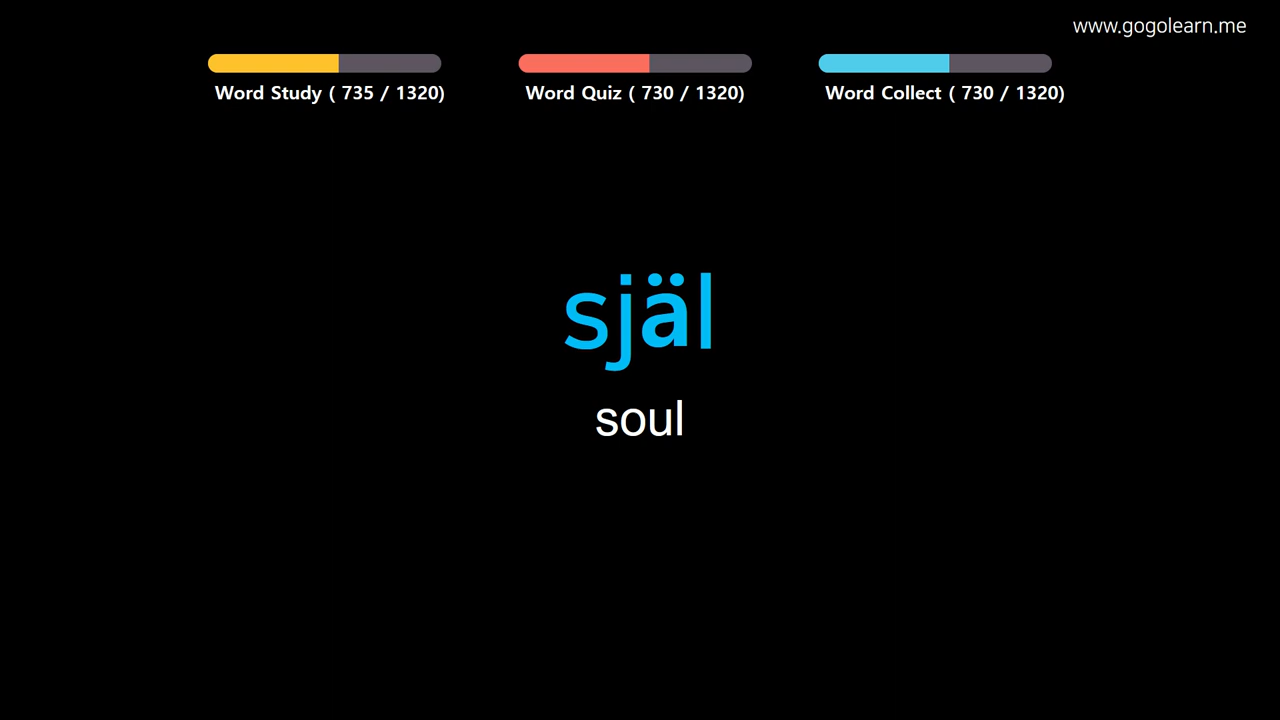 www.gogolearn.me
Word Study ( 735 / 1320)
Word Quiz ( 730 / 1320)
Word Collect ( 730 / 1320)
själ
soul